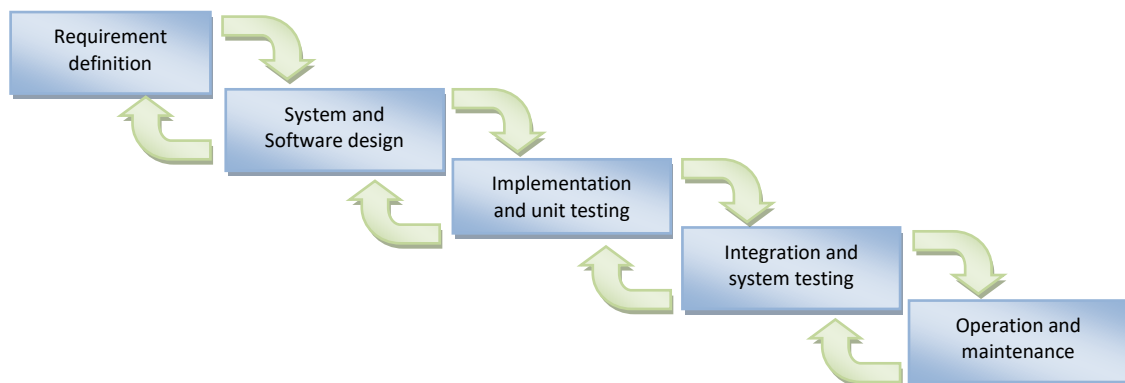 Requirement
definition
System and
Software design
Implementation
and unit testing
Integration and
system testing
Operation and
maintenance